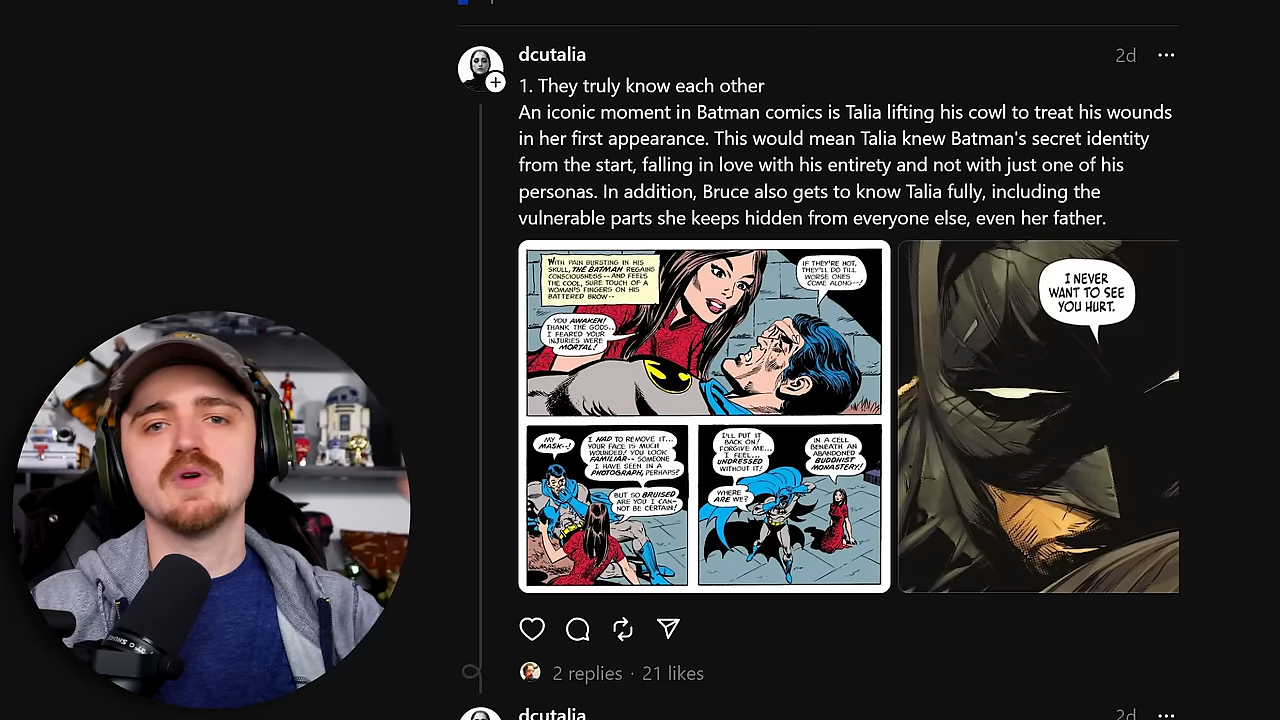 dcutalia
2d
1. They truly know each other
An iconic moment in Batman comics is Talia lifting his cowl to treat his wounds
in her first appearance. This would mean Talia knew Batman's secret identity
from the start, falling in love with his entirety and not with just one of his
personas. In addition, Bruce also gets to know Talia fully, including the
vulnerable parts she keeps hidden from everyone else, even her father.
WITH PAIN BURSTING IN HIS
SKULL, THE BATMAN REGAINS
CONSCIOUSNESS--AND FEELS
THE COOL, SURE TOUCH OF A
WOMAN'S FINGERS ON HIS
BATTERED BROW--
IF THEY'RE NOT,
THEY'LL DO TILL
WORSE ONES
COME ALONG--!
YOU AWAKEN!
THANK THE GODS..
I FEARED YOUR
INJURIES WERE
MORTAL!
MY
MASK--!
I HAD TO REMOVE IT...
YOUR FACE IS MUCH
WOUNDED! YOU LOOK
FAMILIAR-- SOMEONE
I HAVE SEEN IN A
PHOTOGRAPH, PERHAPS?
BUT SO BRUISED
ARE YOU I CAN-
NOT BE CERTAIN!
I'LL PUT IT
BACK ON!
FORGIVE ME...
I FEEL...
UNDRESSED
WITHOUT IT!
WHERE
ARE WE?
IN A CELL
BENEATH AN
ABANDONED
BUDDHIST
MONASTERY!
I NEVER
WANT TO SEE
YOU HURT.
2 replies · 21 likes
dcutalia
2d